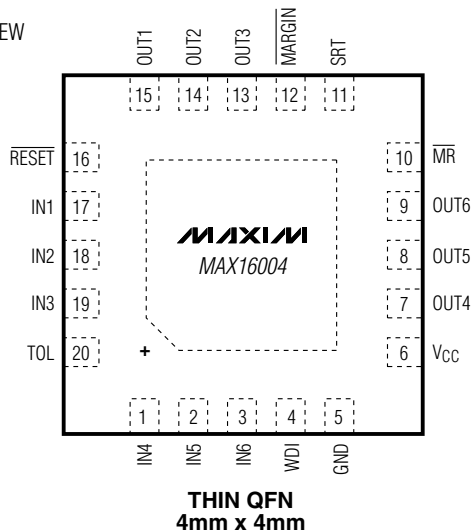 EW
OUT1
OUT2
OUT3
MARGIN
SRT
15
14
13
12
11
RESET 16
10 MR
IN1 17
9 OUT6
IN2 18
MAXIM
8 OUT5
MAX16004
IN3 19
7 OUT4
TOL 20
+
6 VCC
1
2
3
4
5
IN4
IN5
IN6
WDI
GND
THIN QFN
4mm x 4mm